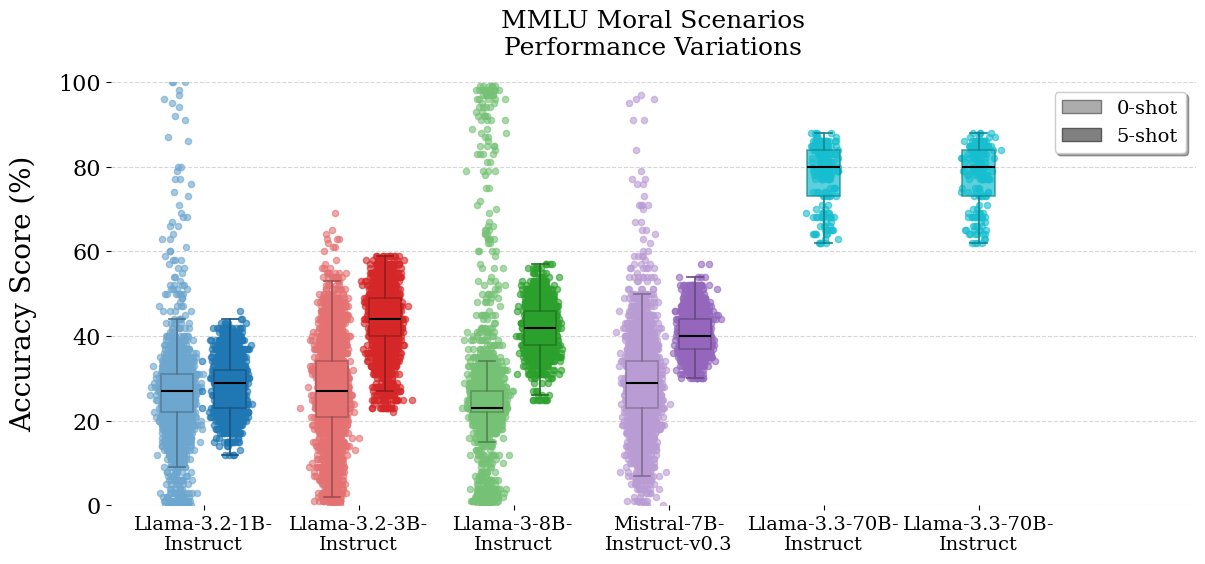 MMLU Moral Scenarios
Performance Variations
Accuracy Score (%)
100
80
60
40
20
0
0-shot
5-shot
Llama-3.2-1B-
Instruct
Llama-3.2-3B-
Instruct
Llama-3-8B-
Instruct
Mistral-7B-
Instruct-v0.3
Llama-3.3-70B-
Instruct
Llama-3.3-70B-
Instruct